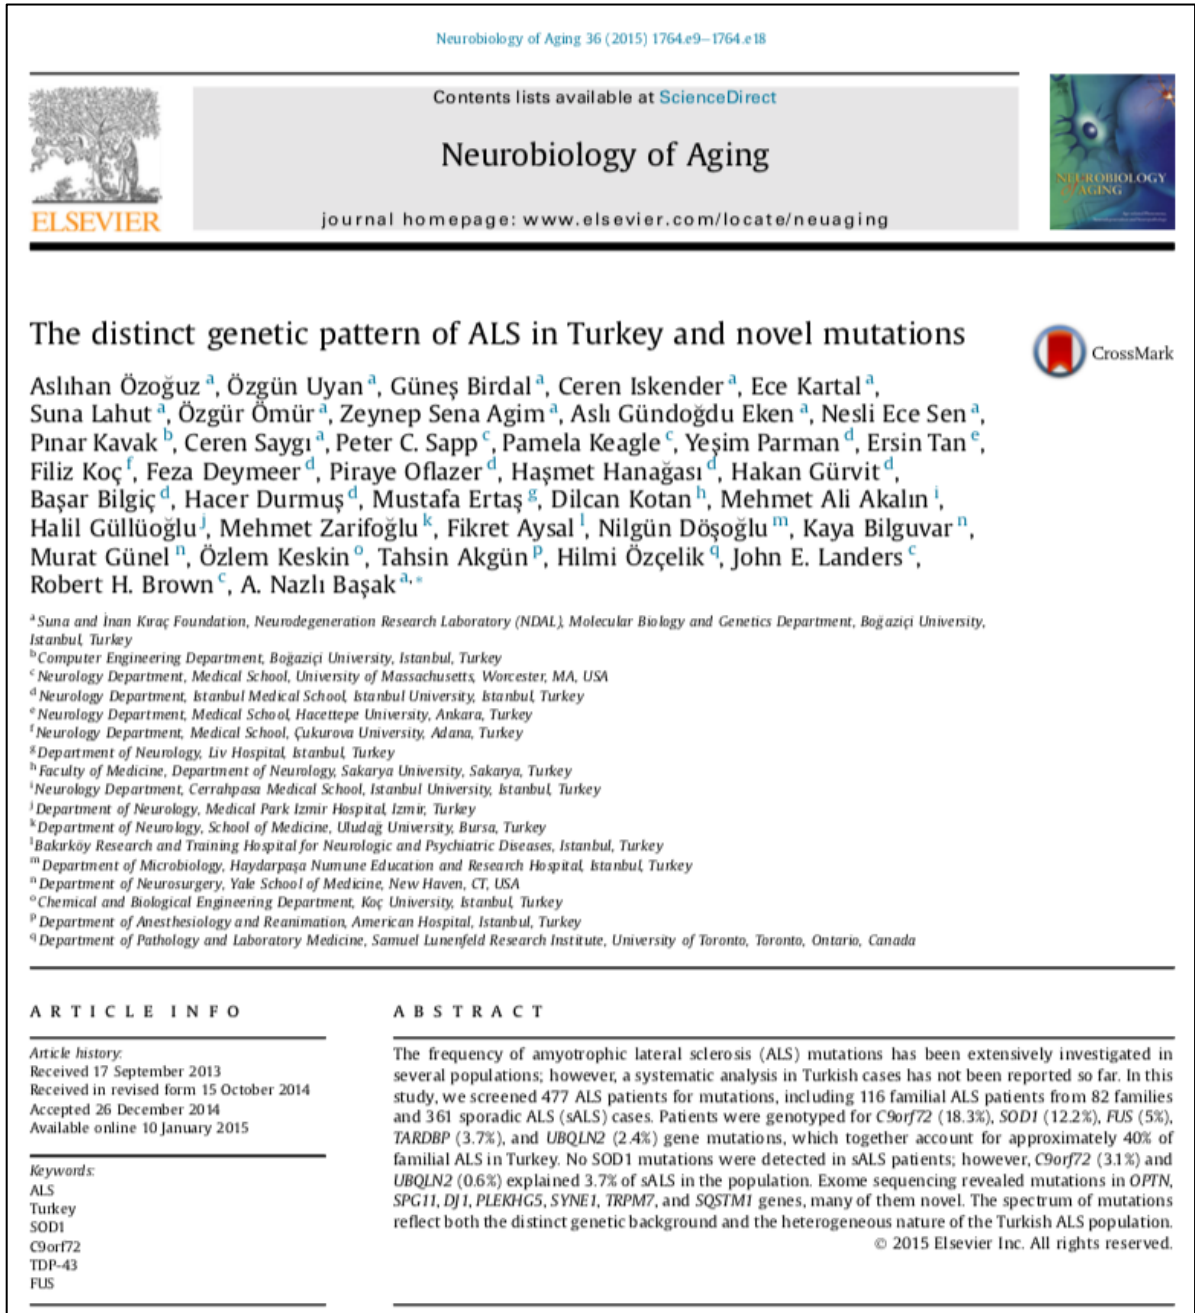 Neurobiology of Aging 36 (2015) 1764.e9–1764.e18
Contents lists available at ScienceDirect
Neurobiology of Aging
journal homepage: www.elsevier.com/locate/neuaging
ELSEVIER
NEUROBIOLOGY
AGING
The distinct genetic pattern of ALS in Turkey and novel mutations
CrossMark
Aslıhan Özoğuz a, Özgün Uyan a, Güneş Birdal a, Ceren Iskender a, Ece Kartal a,
Suna Lahut a, Özgür Ömür a, Zeynep Sena Agim a, Aslı Gündoğdu Eken a, Nesli Ece Sen a,
Pınar Kavak b, Ceren Saygı a, Peter C. Sapp c, Pamela Keagle c, Yeşim Parman d, Ersin Tan e,
Filiz Koç f, Feza Deymeer d, Piraye Oflazer d, Haşmet Hanağası d, Hakan Gürvit d,
Başar Bilgiç d, Hacer Durmuş d, Mustafa Ertaş g, Dilcan Kotan h, Mehmet Ali Akalın i,
Halil Güllüoğlu j, Mehmet Zarifoğlu k, Fikret Aysal l, Nilgün Döşoğlu m, Kaya Bilguvar n,
Murat Günel n, Özlem Keskin o, Tahsin Akgün p, Hilmi Özçelik q, John E. Landers c,
Robert H. Brown c, A. Nazlı Başak a, *
a Suna and İnan Kıraç Foundation, Neurodegeneration Research Laboratory (NDAL), Molecular Biology and Genetics Department, Boğaziçi University,
Istanbul, Turkey
b Computer Engineering Department, Boğaziçi University, Istanbul, Turkey
c Neurology Department, Medical School, University of Massachusetts, Worcester, MA, USA
d Neurology Department, Istanbul Medical School, Istanbul University, Istanbul, Turkey
e Neurology Department, Medical School, Hacettepe University, Ankara, Turkey
f Neurology Department, Medical School, Çukurova University, Adana, Turkey
g Department of Neurology, Liv Hospital, Istanbul, Turkey
h Faculty of Medicine, Department of Neurology, Sakarya University, Sakarya, Turkey
i Neurology Department, Cerrahpasa Medical School, Istanbul University, Istanbul, Turkey
j Department of Neurology, Medical Park Izmir Hospital, Izmir, Turkey
k Department of Neurology, School of Medicine, Uludağ University, Bursa, Turkey
l Bakırköy Research and Training Hospital for Neurologic and Psychiatric Diseases, Istanbul, Turkey
m Department of Microbiology, Haydarpaşa Numune Education and Research Hospital, Istanbul, Turkey
n Department of Neurosurgery, Yale School of Medicine, New Haven, CT, USA
o Chemical and Biological Engineering Department, Koç University, Istanbul, Turkey
p Department of Anesthesiology and Reanimation, American Hospital, Istanbul, Turkey
q Department of Pathology and Laboratory Medicine, Samuel Lunenfeld Research Institute, University of Toronto, Toronto, Ontario, Canada
ARTICLE INFO
Article history:
Received 17 September 2013
Received in revised form 15 October 2014
Accepted 26 December 2014
Available online 10 January 2015
Keywords:
ALS
Turkey
SOD1
C9orf72
TDP-43
FUS
ABSTRACT
The frequency of amyotrophic lateral sclerosis (ALS) mutations has been extensively investigated in
several populations; however, a systematic analysis in Turkish cases has not been reported so far. In this
study, we screened 477 ALS patients for mutations, including 116 familial ALS patients from 82 families
and 361 sporadic ALS (sALS) cases. Patients were genotyped for C9orf72 (18.3%), SOD1 (12.2%), FUS (5%),
TARDBP (3.7%), and UBQLN2 (2.4%) gene mutations, which together account for approximately 40% of
familial ALS in Turkey. No SOD1 mutations were detected in sALS patients; however, C9orf72 (3.1%) and
UBQLN2 (0.6%) explained 3.7% of sALS in the population. Exome sequencing revealed mutations in OPTN,
SPG11, DJ1, PLEKHG5, SYNE1, TRPM7, and SQSTM1 genes, many of them novel. The spectrum of mutations
reflect both the distinct genetic background and the heterogeneous nature of the Turkish ALS population.
© 2015 Elsevier Inc. All rights reserved.